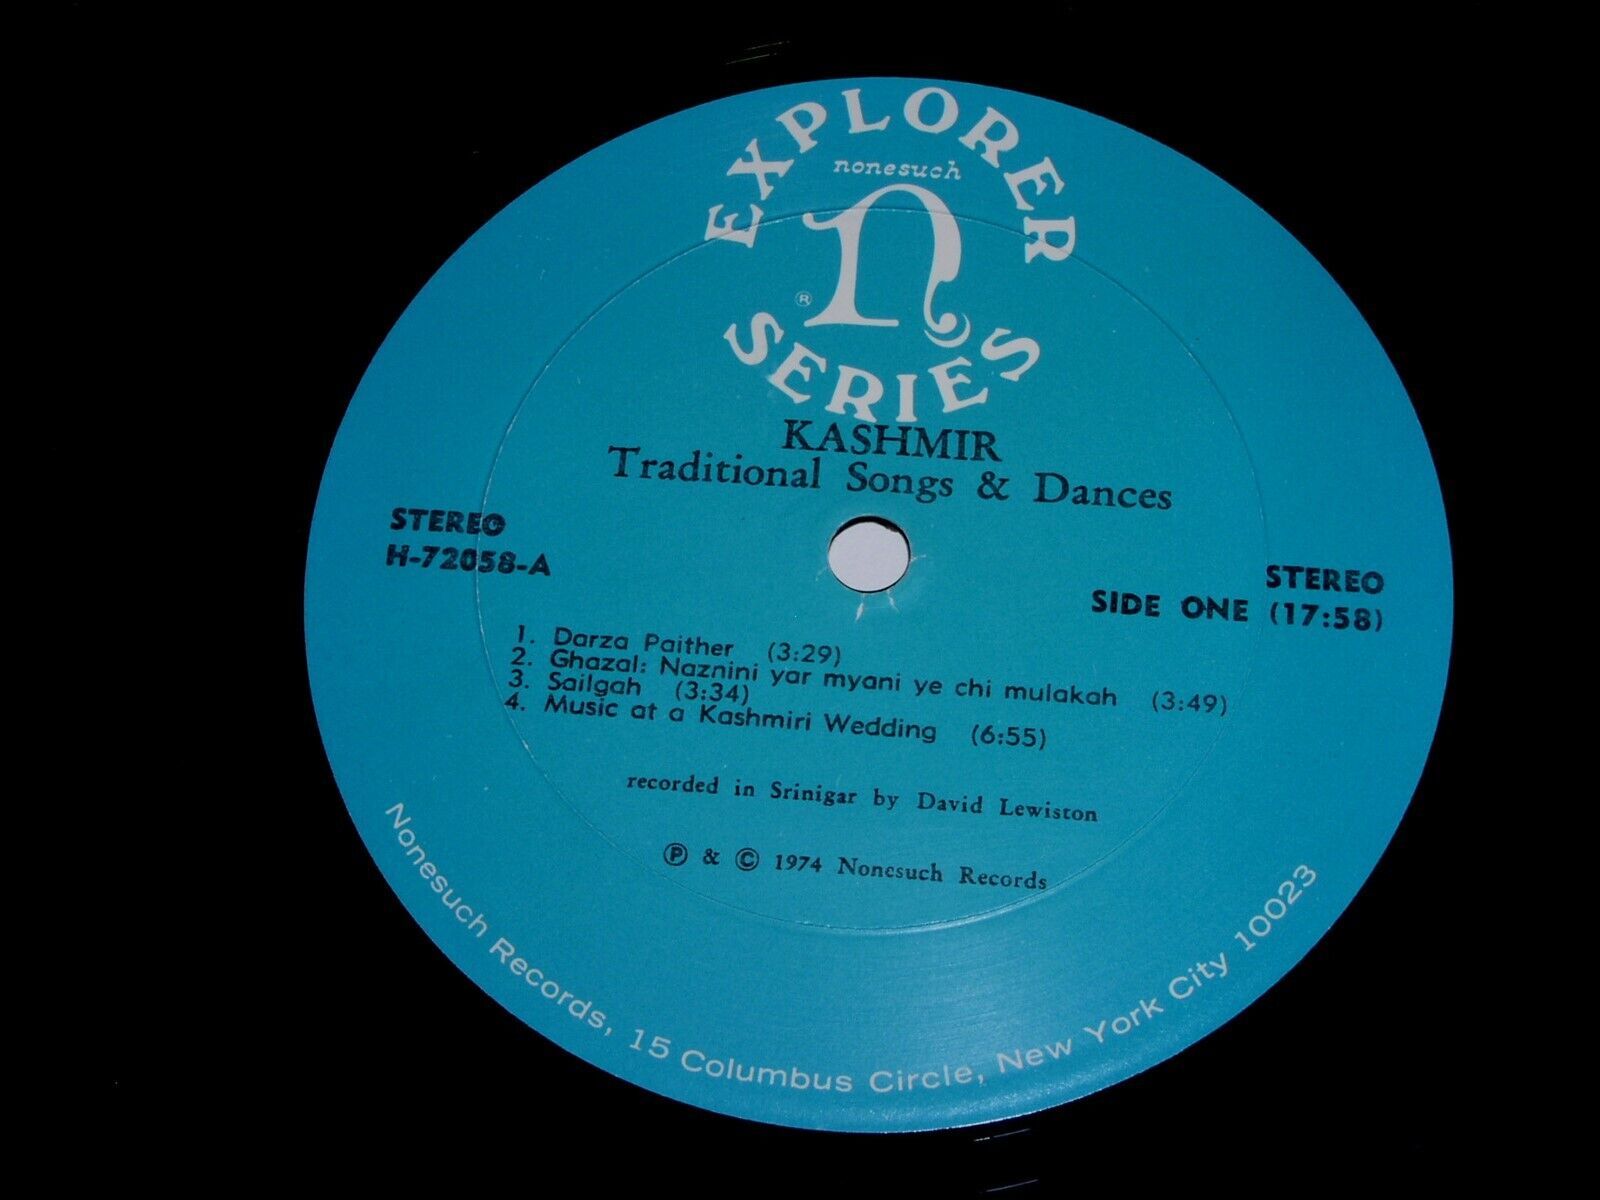 EXPLORER
nonesuch
n
®
SERIES
KASHMIR
Traditional Songs & Dances
STEREO
H-72058-A
STEREO
SIDE ONE (17:58)
1. Darza Paither (3:29)
2. Ghazal: Naznini yar myani ye chi mulakah (3:49)
3. Sailgah (3:34)
4. Music at a Kashmiri Wedding (6:55)
recorded in Srinigar by David Lewiston
℗ & © 1974 Nonesuch Records
Nonesuch Records, 15 Columbus Circle, New York City 10023